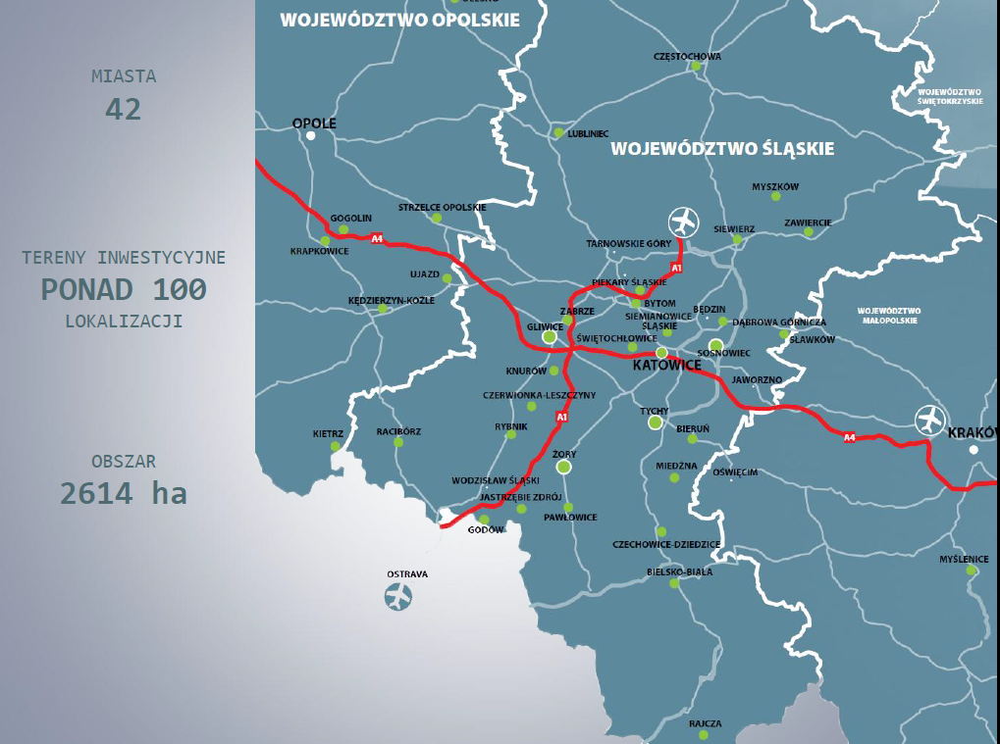 MIASTA
42
TERENY INWESTYCYJNE
PONAD 100
LOKALIZACJI
OBSZAR
2614 ha
WOJEWÓDZTWO OPOLSKIE
CZĘSTOCHOWA
WOJEWÓDZTWO
ŚWIĘTOKRZYSKIE
OPOLE
LUBLINIEC
WOJEWÓDZTWO ŚLĄSKIE
MYSZKÓW
STRZELCE OPOLSKIE
GOGOLIN
ZAWIERCIE
SIEWIERZ
A4
TARNOWSKIE GÓRY
KRAPKOWICE
A1
UJAZD
PIEKARY ŚLĄSKIE
KĘDZIERZYN-KOŹLE
BYTOM
ZABRZE
BĘDZIN
WOJEWÓDZTWO
MAŁOPOLSKIE
SIEMIANOWICE
ŚLĄSKIE
DĄBROWA GÓRNICZA
GLIWICE
ŚWIĘTOCHŁOWICE
SŁAWKÓW
SOSNOWIEC
KATOWICE
KNURÓW
JAWORZNO
CZERWIONKA-LESZCZYNY
TYCHY
A1
RYBNIK
BIERUŃ
KIETRZ
RACIBÓRZ
A4
KRAKÓW
ŻORY
MIEDŹNA
OŚWIĘCIM
WODZISŁAW ŚLĄSKI
JASTRZĘBIE ZDRÓJ
PAWŁOWICE
GODÓW
CZECHOWICE-DZIEDZICE
MYŚLENICE
OSTRAVA
BIELSKO-BIAŁA
RAJCZA